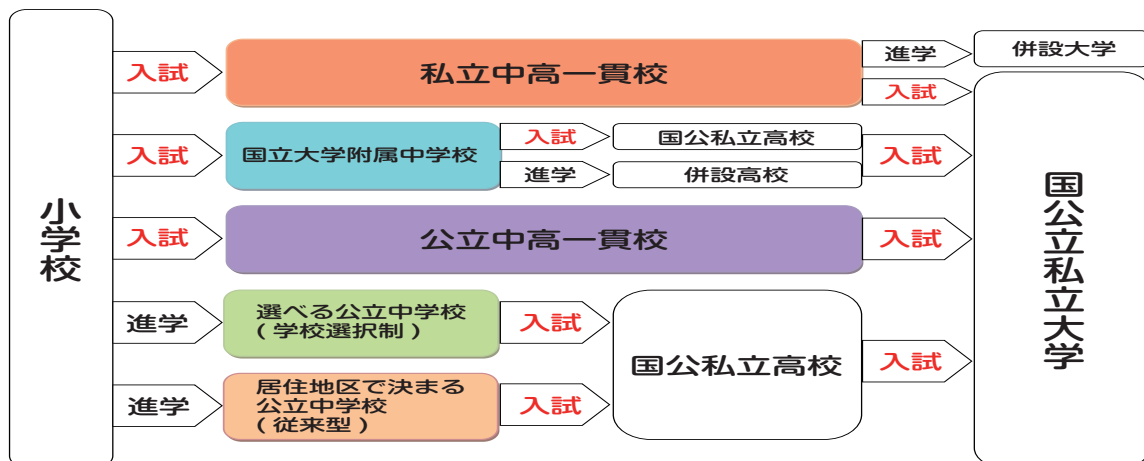 小学校
入試
私立中高一貫校
進学
併設大学
入試
入試
国立大学附属中学校
入試
国公私立高校
進学
併設高校
入試
入試
公立中高一貫校
入試
進学
選べる公立中学校
(学校選択制)
入試
進学
居住地区で決まる
公立中学校
(従来型)
入試
国公私立高校
入試
国公立私立大学